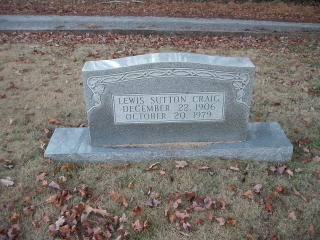 LEWIS SUTTON CRAIG
DECEMBER 22, 1906
OCTOBER 20, 1979